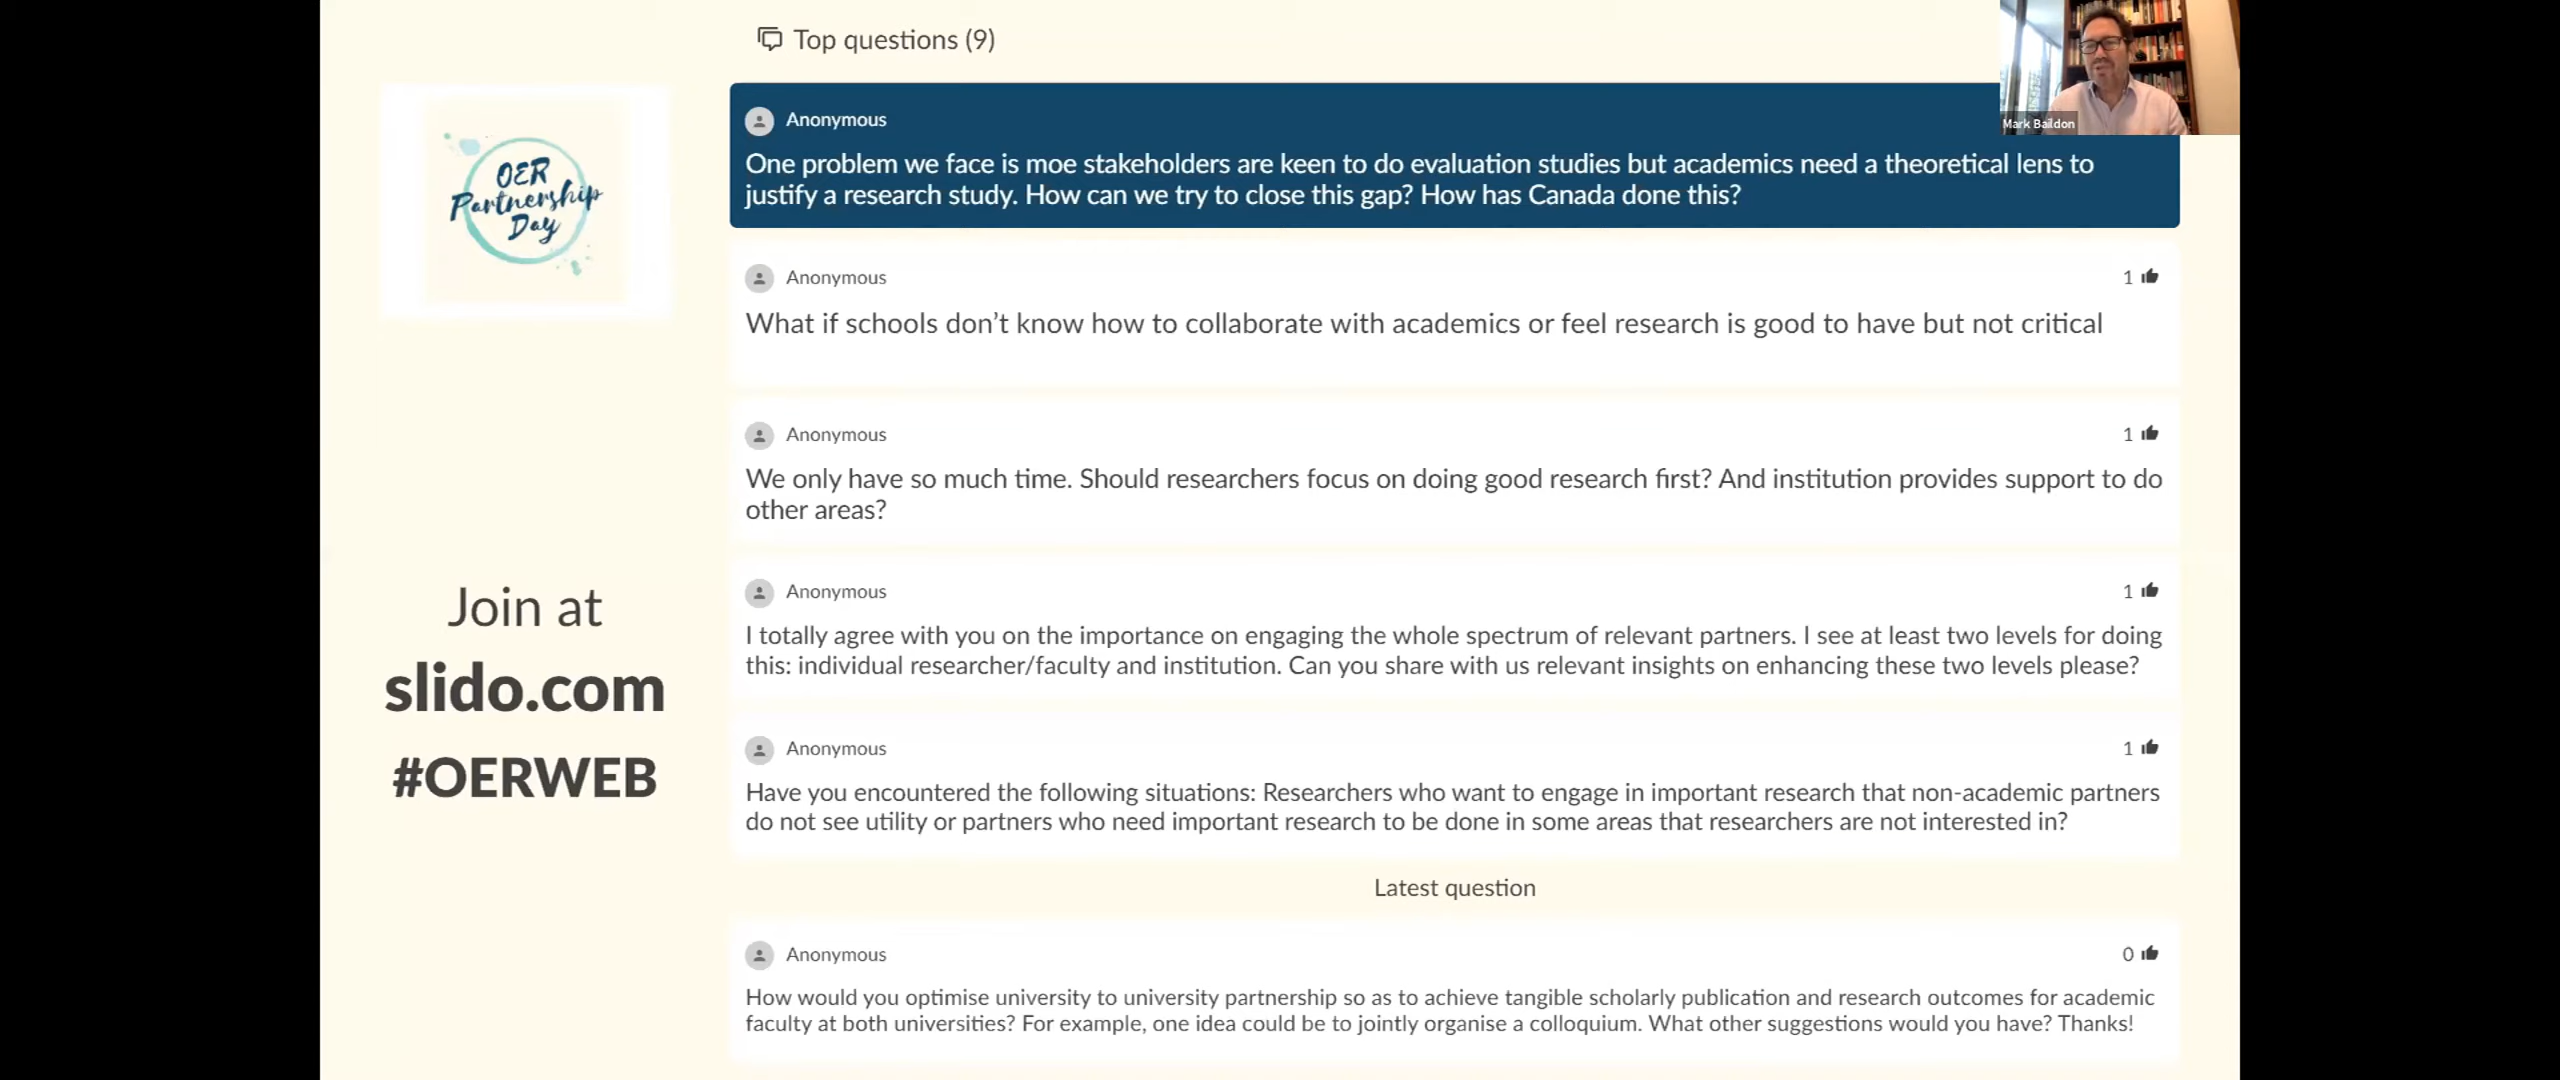 Top questions (9)
Mark Baildon
Anonymous
One problem we face is moe stakeholders are keen to do evaluation studies but academics need a theoretical lens to
justify a research study. How can we try to close this gap? How has Canada done this?
OER
Partnership
Day
Anonymous
1
What if schools don’t know how to collaborate with academics or feel research is good to have but not critical
Anonymous
1
We only have so much time. Should researchers focus on doing good research first? And institution provides support to do
other areas?
Join at
slido.com
#OERWEB
Anonymous
1
I totally agree with you on the importance on engaging the whole spectrum of relevant partners. I see at least two levels for doing
this: individual researcher/faculty and institution. Can you share with us relevant insights on enhancing these two levels please?
Anonymous
1
Have you encountered the following situations: Researchers who want to engage in important research that non-academic partners
do not see utility or partners who need important research to be done in some areas that researchers are not interested in?
Latest question
Anonymous
0
How would you optimise university to university partnership so as to achieve tangible scholarly publication and research outcomes for academic
faculty at both universities? For example, one idea could be to jointly organise a colloquium. What other suggestions would you have? Thanks!